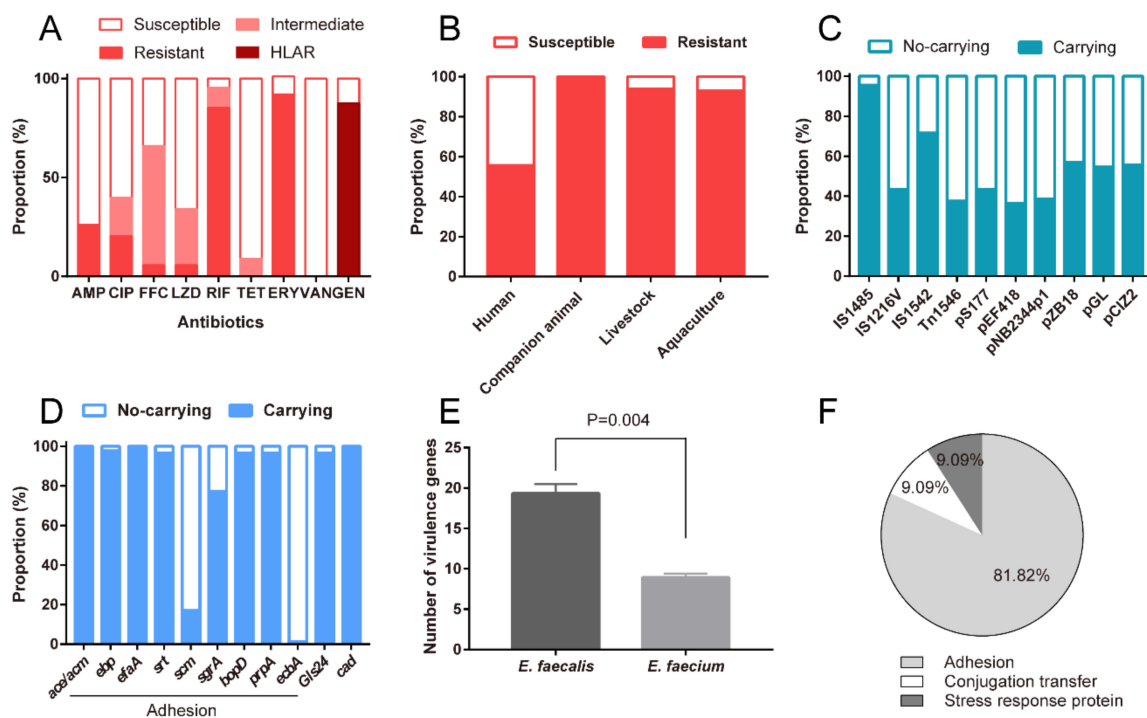 A
Susceptible
Intermediate
Resistant
HLAR
Proportion (%)
100
50
0
AMP CIP FFC LZD RIF TET ERY VAN GEN
Antibiotics
B
Susceptible
Resistant
Proportion (%)
100
80
60
40
20
0
Human
Companion animal
Livestock
Aquaculture
C
No-carrying
Carrying
Proportion (%)
100
80
60
40
20
0
IS1485
IS1216V
IS1542
Tn1546
pS177
pEF418
pNB2344p1
pZB18
pGL
pCIZ2
D
No-carrying
Carrying
Proportion (%)
100
80
60
40
20
0
ace/acm
ebp
efaA
srt
scm
sgrA
bopD
prpA
ecbA
Gls24
cad
Adhesion
E
P=0.004
Number of virulence genes
25
20
15
10
5
0
E. faecalis
E. faecium
F
9.09%
9.09%
81.82%
Adhesion
Conjugation transfer
Stress response protein